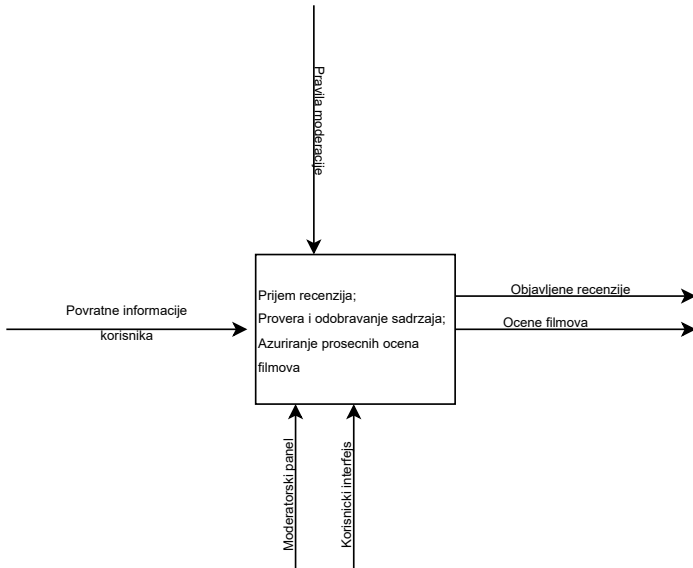 Pravila moderacije
Povratne informacije
korisnika
Prijem recenzija;
Provera i odobravanje sadrzaja;
Azuriranje prosecnih ocena
filmova
Objavljene recenzije
Ocene filmova
Moderatorski panel
Korisnicki interfejs